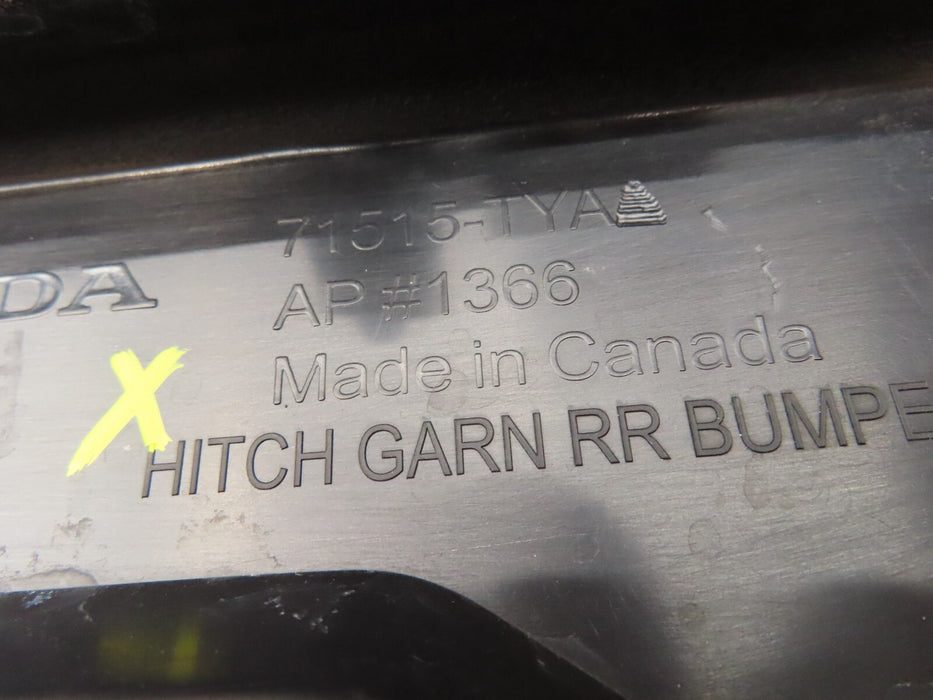 71515-TYA
DA
AP #1366
Made in Canada
X
HITCH GARN RR BUMPE